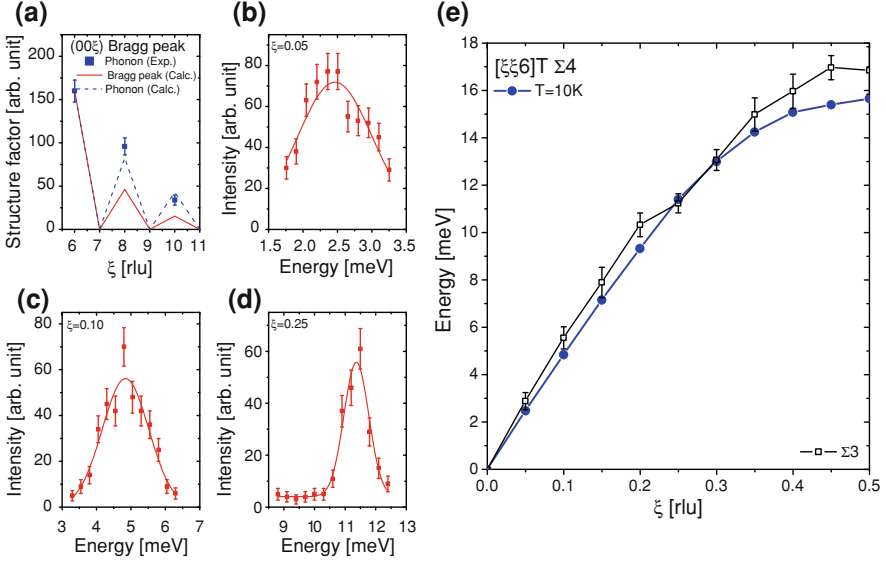 (a)
(00ξ) Bragg peak
Phonon (Exp.)
Bragg peak (Calc.)
Phonon (Calc.)
Structure factor [arb. unit]
225
200
150
100
50
0
6 7 8 9 10 11
ξ [rlu]
(b)
ξ=0.05
Intensity [arb. unit]
100
80
60
40
20
0
1.5 2.0 2.5 3.0 3.5
Energy [meV]
(c)
ξ=0.10
Intensity [arb. unit]
80
60
40
20
0
3 4 5 6 7
Energy [meV]
(d)
ξ=0.25
Intensity [arb. unit]
80
60
40
20
0
9 10 11 12 13
Energy [meV]
(e)
[ξξ6]T Σ4
T=10K
Σ3
Energy [meV]
18
16
14
12
10
8
6
4
2
0
0.0 0.1 0.2 0.3 0.4 0.5
ξ [rlu]